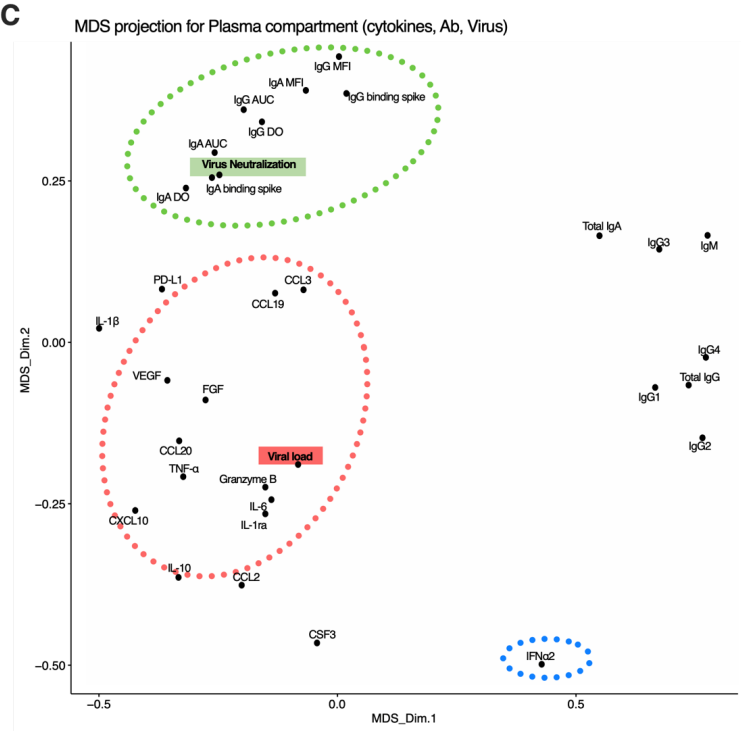 C
MDS projection for Plasma compartment (cytokines, Ab, Virus)
IgG MFI
IgA MFI
IgG binding spike
IgG AUC
IgG DO
IgA AUC
Virus Neutralization
IgA binding spike
IgA DO
0.25
Total IgA
IgG3
IgM
PD-L1
CCL3
CCL19
IL-1β
0.00
IgG4
VEGF
Total IgG
FGF
IgG1
MDS_Dim.2
IgG2
CCL20
Viral load
TNF-α
Granzyme B
−0.25
IL-6
CXCL10
IL-1ra
IL-10
CCL2
CSF3
IFNα2
−0.50
−0.5
0.0
0.5
MDS_Dim.1